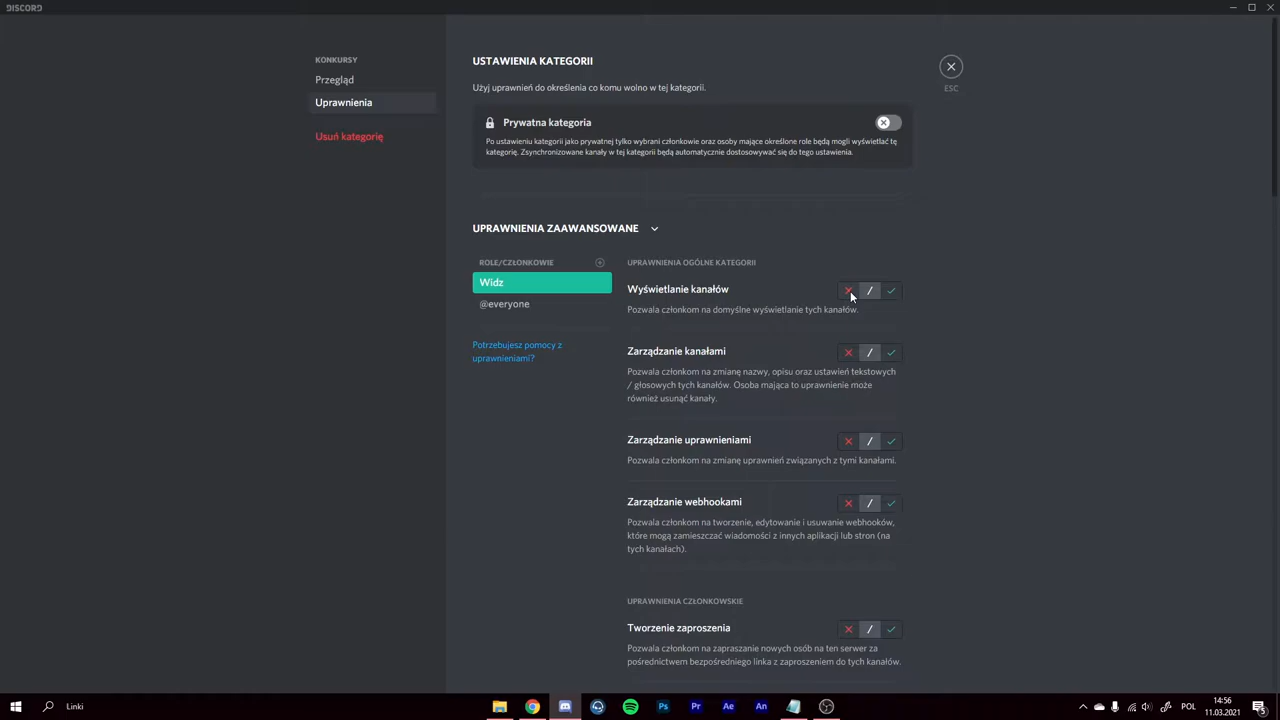 DISCORD
KONKURSY
Przegląd
Uprawnienia
Usuń kategorię
USTAWIENIA KATEGORII
Użyj uprawnień do określenia co komu wolno w tej kategorii.
ESC
Prywatna kategoria
Po ustawieniu kategorii jako prywatnej tylko wybrani członkowie oraz osoby mające określone role będą mogli wyświetlać tę
kategorię. Zsynchronizowane kanały w tej kategorii będą automatycznie dostosowywać się do tego ustawienia.
UPRAWNIENIA ZAAWANSOWANE
ROLE/CZŁONKOWIE
Widz
@everyone
Potrzebujesz pomocy z
uprawnieniami?
UPRAWNIENIA OGÓLNE KATEGORII
Wyświetlanie kanałów
Pozwala członkom na domyślne wyświetlanie tych kanałów.
Zarządzanie kanałami
Pozwala członkom na zmianę nazwy, opisu oraz ustawień tekstowych
/ głosowych tych kanałów. Osoba mająca to uprawnienie może
również usunąć kanały.
Zarządzanie uprawnieniami
Pozwala członkom na zmianę uprawnień związanych z tymi kanałami.
Zarządzanie webhookami
Pozwala członkom na tworzenie, edytowanie i usuwanie webhooków,
które mogą zamieszczać wiadomości z innych aplikacji lub stron (na
tych kanałach).
UPRAWNIENIA CZŁONKOWSKIE
Tworzenie zaproszenia
Pozwala członkom na zapraszanie nowych osób na ten serwer za
pośrednictwem bezpośredniego linka z zaproszeniem do tych kanałów.
Linki
Ps
Pr
Ae
An
POL
14:56
11.03.2021